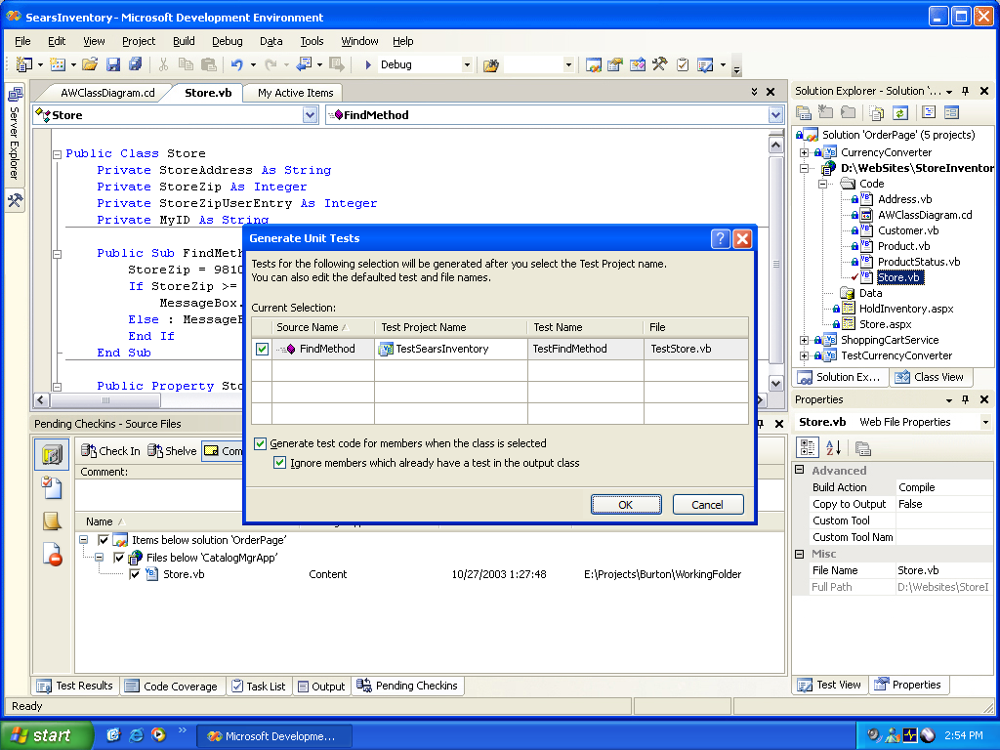 SearsInventory - Microsoft Development Environment
File Edit View Project Build Debug Data Tools Window Help
Debug
AWClassDiagram.cd Store.vb My Active Items
Store FindMethod
Server Explorer
Public Class Store
Private StoreAddress As String
Private StoreZip As Integer
Private StoreZipUserEntry As Integer
Private MyID As String
Public Sub FindMeth
StoreZip = 9810
If StoreZip >=
MessageBox.
Else : MessageB
End If
End Sub
Public Property Sto
Generate Unit Tests
Tests for the following selection will be generated after you select the Test Project name.
You can also edit the defaulted test and file names.
Current Selection:
Source Name Test Project Name Test Name File
FindMethod TestSearsInventory TestFindMethod TestStore.vb
Generate test code for members when the class is selected
Ignore members which already have a test in the output class
OK Cancel
Solution Explorer - Solution '...
Solution 'OrderPage' (5 projects)
CurrencyConverter
D:\WebSites\StoreInventor
Code
Address.vb
AWClassDiagram.cd
Customer.vb
Product.vb
ProductStatus.vb
Store.vb
Data
HoldInventory.aspx
Store.aspx
ShoppingCartService
TestCurrencyConverter
Solution Ex... Class View
Properties
Store.vb Web File Properties
Advanced
Build Action Compile
Copy to Output False
Custom Tool
Custom Tool Nam
Misc
File Name Store.vb
Full Path D:\Websites\StoreI
Test View Properties
Pending Checkins - Source Files
Check In Shelve Com
Comment:
Name
Items below solution 'OrderPage'
Files below 'CatalogMgrApp'
Store.vb Content 10/27/2003 1:27:48 E:\Projects\Burton\WorkingFolder
Test Results Code Coverage Task List Output Pending Checkins
Ready
start Microsoft Developme... 2:54 PM